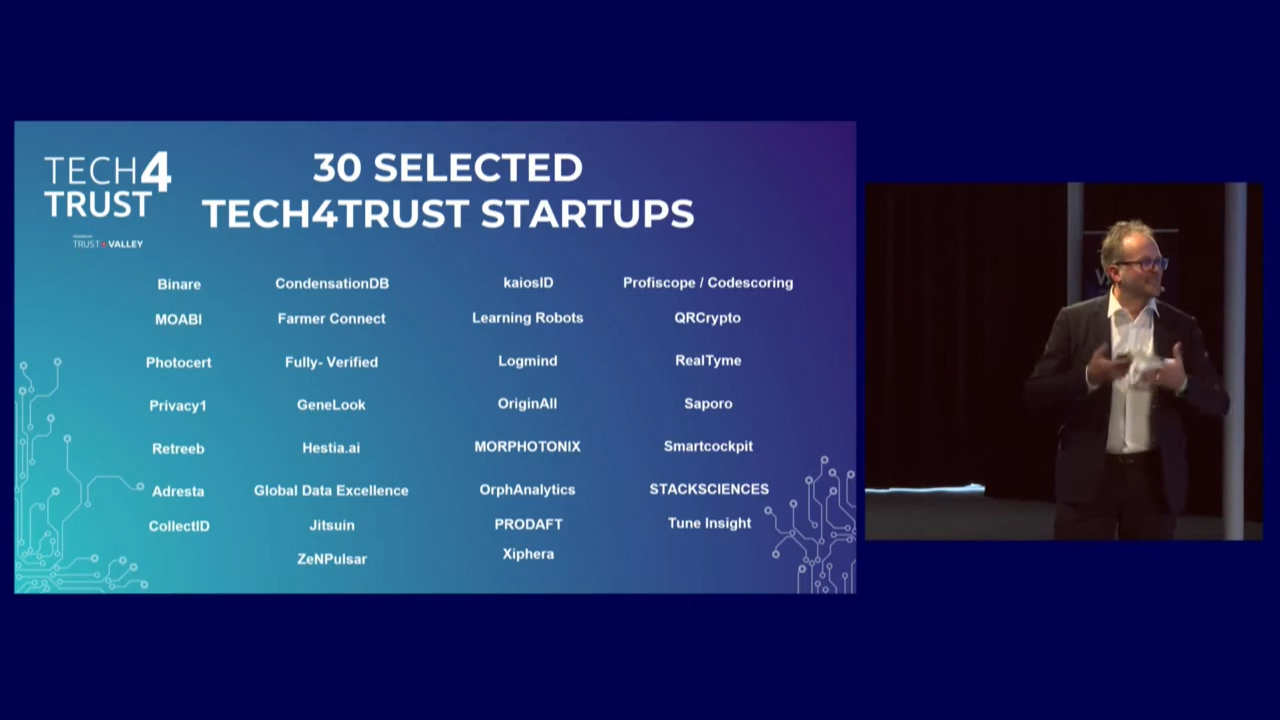 TECH4
TRUST
TRUST VALLEY
30 SELECTED
TECH4TRUST STARTUPS
Binare
MOABI
Photocert
Privacy1
Retreeb
Adresta
CollectID
CondensationDB
Farmer Connect
Fully- Verified
GeneLook
Hestia.ai
Global Data Excellence
Jitsuin
ZeNPulsar
kaiosID
Learning Robots
Logmind
OriginAll
MORPHOTONIX
OrphAnalytics
PRODAFT
Xiphera
Profiscope / Codescoring
QRCrypto
RealTyme
Saporo
Smartcockpit
STACKSCIENCES
Tune Insight